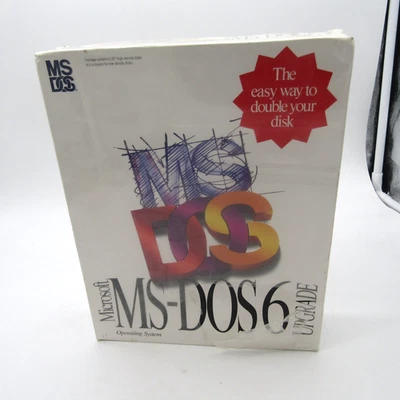 MS
DOS
The
easy way to
double your
disk
MS
DOS
Microsoft
MS-DOS 6
UPGRADE
Operating System